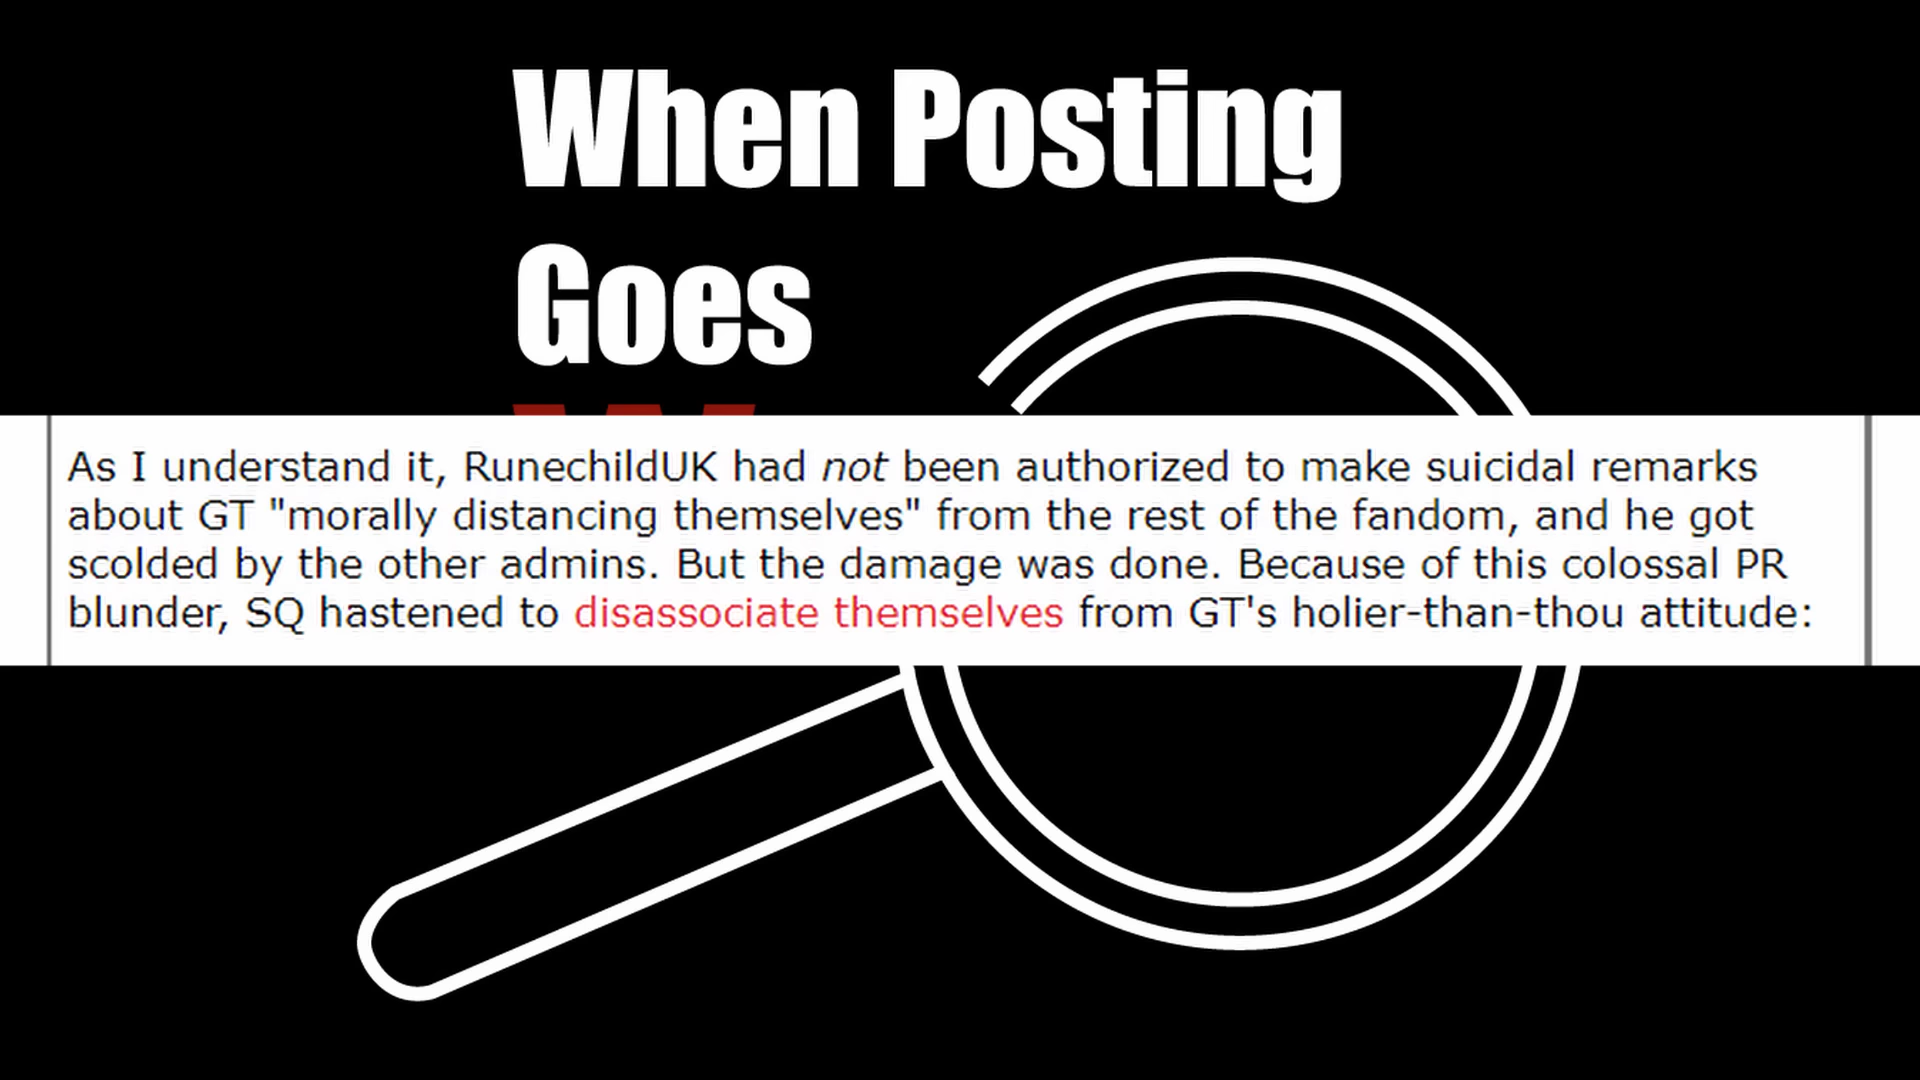 When Posting
Goes
As I understand it, RunechildUK had not been authorized to make suicidal remarks
about GT "morally distancing themselves" from the rest of the fandom, and he got
scolded by the other admins. But the damage was done. Because of this colossal PR
blunder, SQ hastened to disassociate themselves from GT's holier-than-thou attitude: